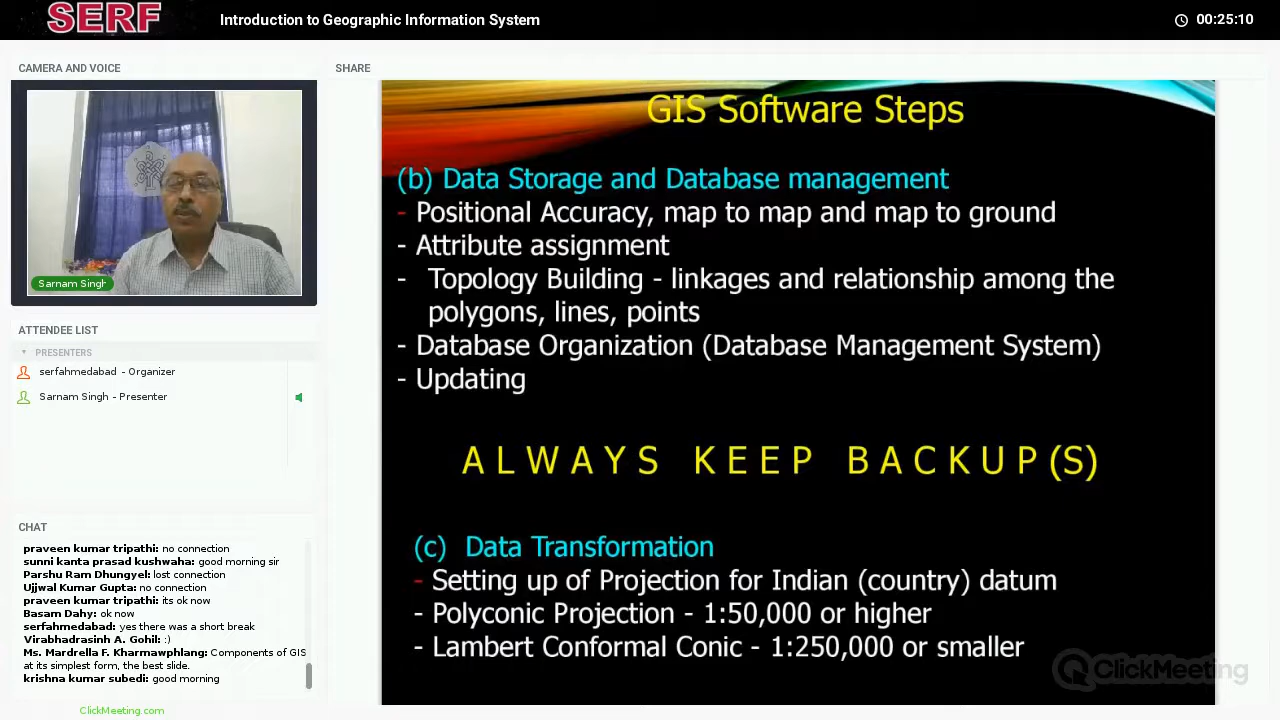 SERF
Introduction to Geographic Information System
00:25:10
CAMERA AND VOICE
Sarnam Singh
ATTENDEE LIST
PRESENTERS
serfahmedabad - Organizer
Sarnam Singh - Presenter
CHAT
praveen kumar tripathi: no connection
sunni kanta prasad kushwaha: good morning sir
Parshu Ram Dhungyel: lost connection
Ujjwal Kumar Gupta: no connection
praveen kumar tripathi: its ok now
Basam Dahy: ok now
serfahmedabad: yes there was a short break
Virabhadrasinh A. Gohil: :)
Ms. Mardrella F. Kharmawphlang: Components of GIS
at its simplest form, the best slide.
krishna kumar subedi: good morning
ClickMeeting.com
SHARE
GIS Software Steps
(b) Data Storage and Database management
- Positional Accuracy, map to map and map to ground
- Attribute assignment
- Topology Building - linkages and relationship among the
polygons, lines, points
- Database Organization (Database Management System)
- Updating
A L W A Y S K E E P B A C K U P (S)
(c) Data Transformation
- Setting up of Projection for Indian (country) datum
- Polyconic Projection - 1:50,000 or higher
- Lambert Conformal Conic - 1:250,000 or smaller
ClickMeeting